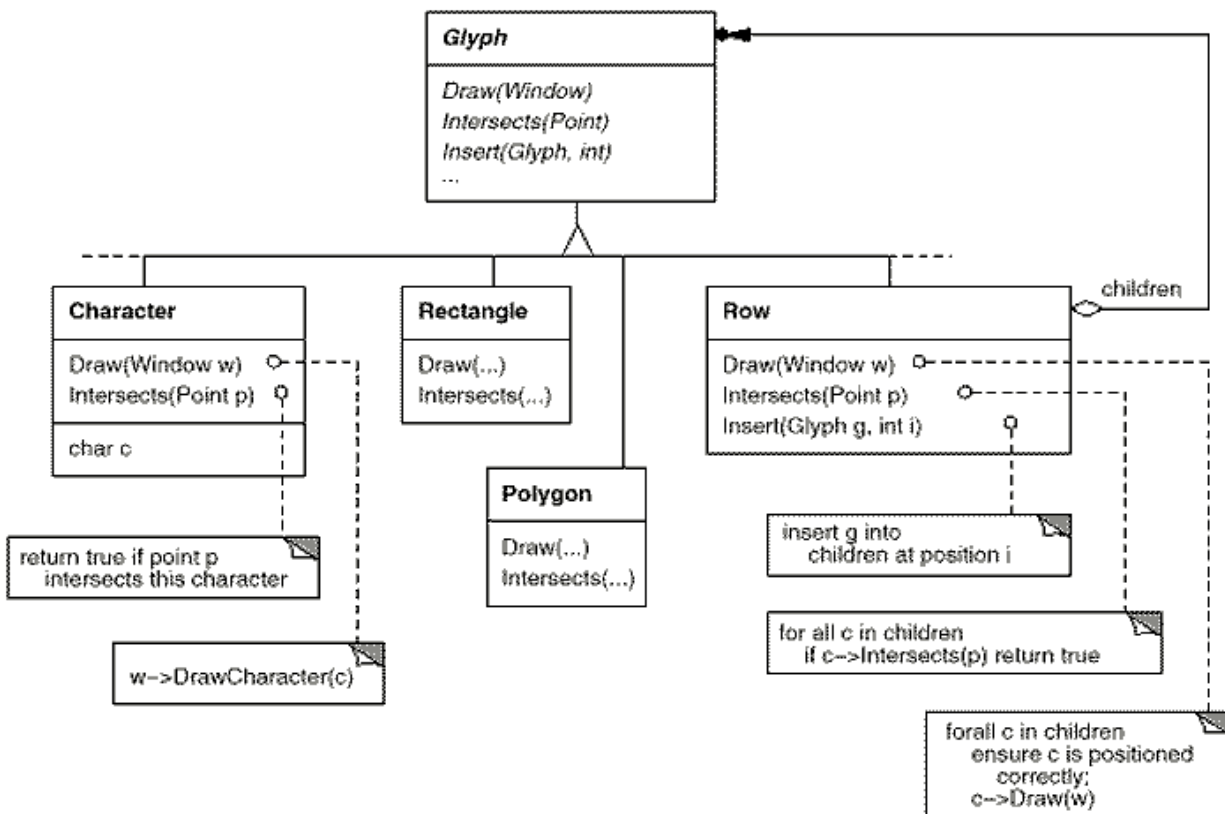 Glyph
Draw(Window)
Intersects(Point)
Insert(Glyph, int)
...
children
Character
Draw(Window w)
Intersects(Point p)
char c
Rectangle
Draw(...)
Intersects(...)
Row
Draw(Window w)
Intersects(Point p)
Insert(Glyph g, int i)
Polygon
Draw(...)
Intersects(...)
return true if point p
intersects this character
w->DrawCharacter(c)
insert g into
children at position i
for all c in children
if c->Intersects(p) return true
forall c in children
ensure c is positioned
correctly;
c->Draw(w)